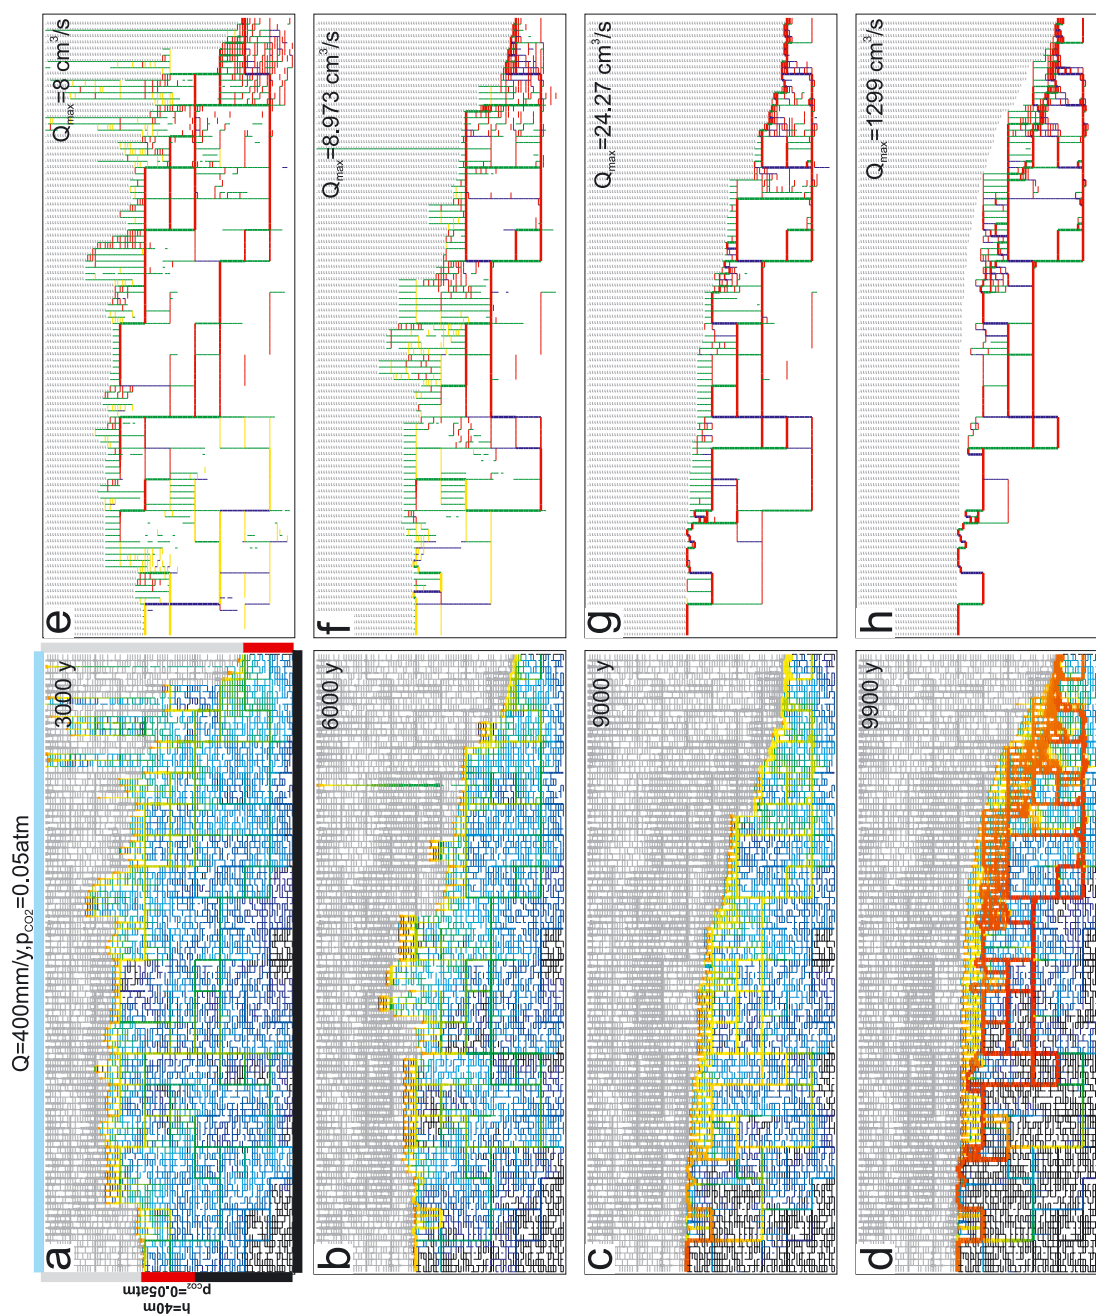 Q=400mm/y,pCO2=0.05atm
h=40m
pCO2=0.05atm
a
3000 y
b
6000 y
c
9000 y
d
9900 y
e
Qmax=8 cm³/s
f
Qmax=8.973 cm³/s
g
Qmax=24.27 cm³/s
h
Qmax=1299 cm³/s